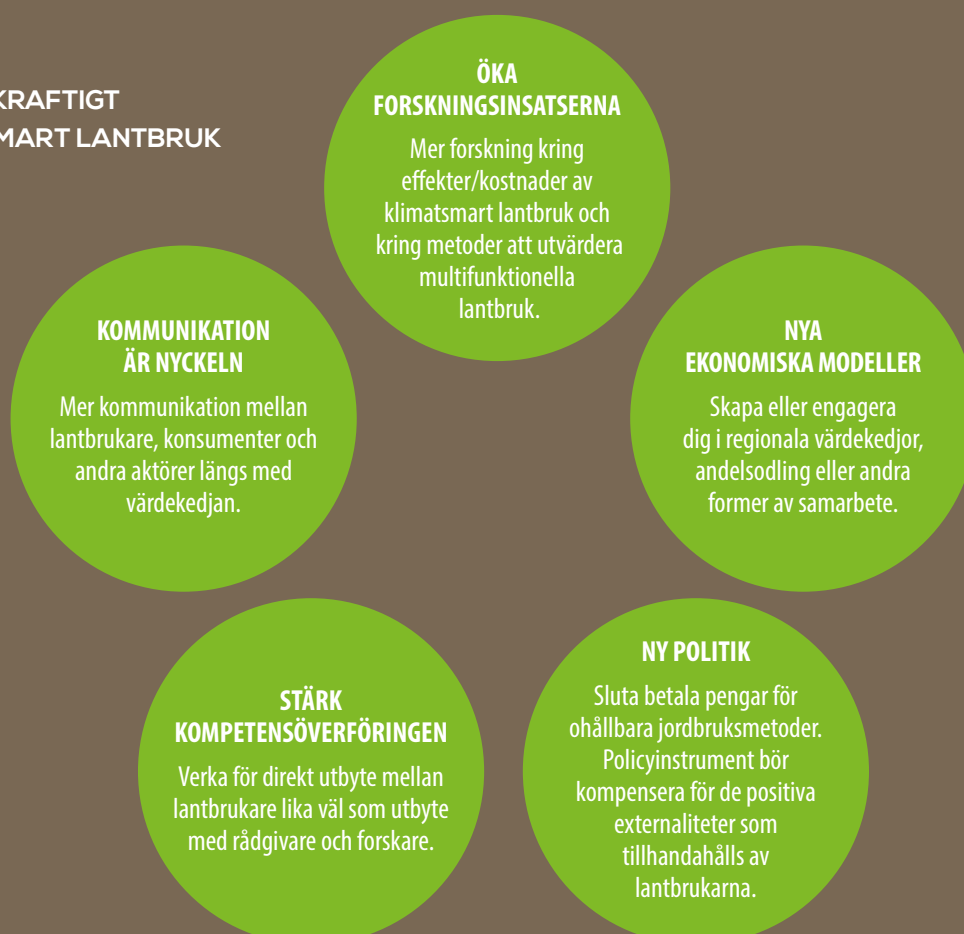 KRAFTIGT
MART LANTBRUK
ÖKA
FORSKNINGSINSATSERNA
Mer forskning kring
effekter/kostnader av
klimatsmart lantbruk och
kring metoder att utvärdera
multifunktionella
lantbruk.
KOMMUNIKATION
ÄR NYCKELN
Mer kommunikation mellan
lantbrukare, konsumenter och
andra aktörer längs med
värdekedjan.
NYA
EKONOMISKA MODELLER
Skapa eller engagera
dig i regionala värdekedjor,
andelsodling eller andra
former av samarbete.
STÄRK
KOMPETENSÖVERFÖRINGEN
Verka för direkt utbyte mellan
lantbrukare lika väl som utbyte
med rådgivare och forskare.
NY POLITIK
Sluta betala pengar för
ohållbara jordbruksmetoder.
Policyinstrument bör
kompensera för de positiva
externaliteter som
tillhandahålls av
lantbrukarna.